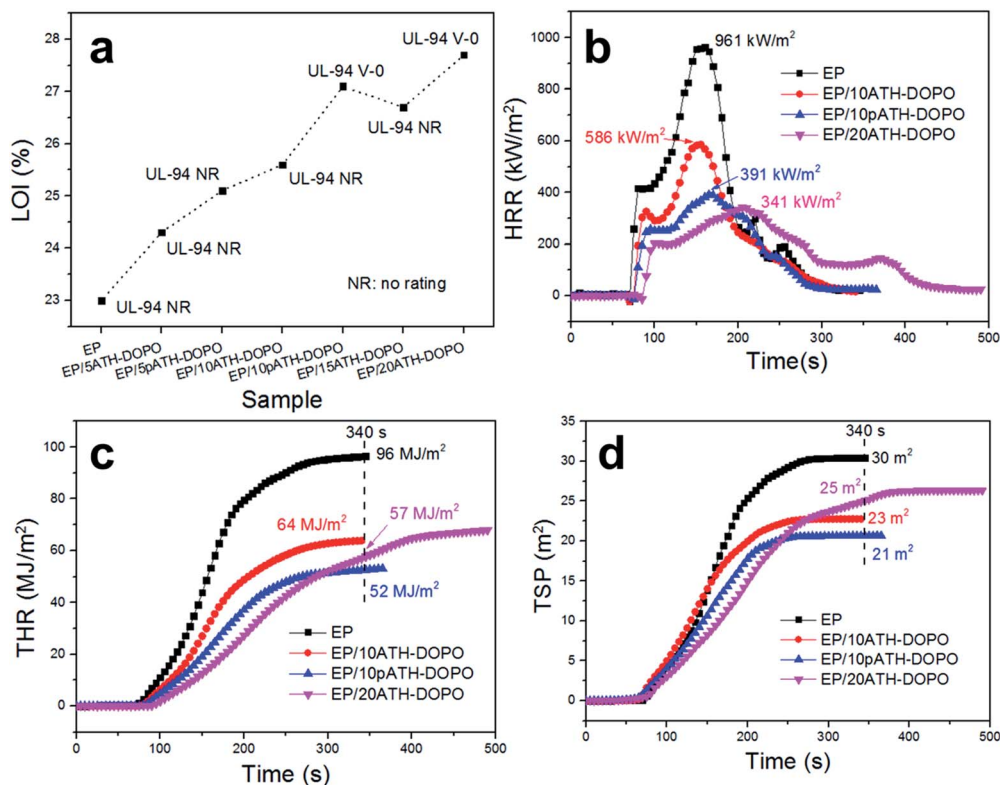 a
LOI (%)
28
27
26
25
24
23
UL-94 V-0
UL-94 V-0
UL-94 NR
UL-94 NR
UL-94 NR
UL-94 NR
UL-94 NR
NR: no rating
EP
EP/5ATH-DOPO
EP/5pATH-DOPO
EP/10ATH-DOPO
EP/10pATH-DOPO
EP/15ATH-DOPO
EP/20ATH-DOPO
Sample
b
HRR (kW/m²)
1000
800
600
400
200
0
961 kW/m²
586 kW/m²
391 kW/m²
341 kW/m²
EP
EP/10ATH-DOPO
EP/10pATH-DOPO
EP/20ATH-DOPO
0 100 200 300 400 500
Time(s)
c
THR (MJ/m²)
100
80
60
40
20
0
340 s
96 MJ/m²
64 MJ/m²
57 MJ/m²
52 MJ/m²
EP
EP/10ATH-DOPO
EP/10pATH-DOPO
EP/20ATH-DOPO
0 100 200 300 400 500
Time (s)
d
TSP (m²)
35
30
25
20
15
10
5
0
340 s
30 m²
25 m²
23 m²
21 m²
EP
EP/10ATH-DOPO
EP/10pATH-DOPO
EP/20ATH-DOPO
0 100 200 300 400 500
Time (s)